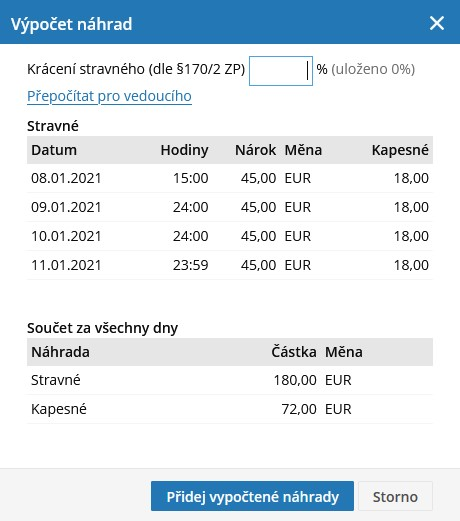 Výpočet náhrad
Krácení stravného (dle §170/2 ZP) % (uloženo 0%)
Přepočítat pro vedoucího
Stravné
Datum Hodiny Nárok Měna Kapesné
08.01.2021 15:00 45,00 EUR 18,00
09.01.2021 24:00 45,00 EUR 18,00
10.01.2021 24:00 45,00 EUR 18,00
11.01.2021 23:59 45,00 EUR 18,00
Součet za všechny dny
Náhrada Částka Měna
Stravné 180,00 EUR
Kapesné 72,00 EUR
Přidej vypočtené náhrady Storno